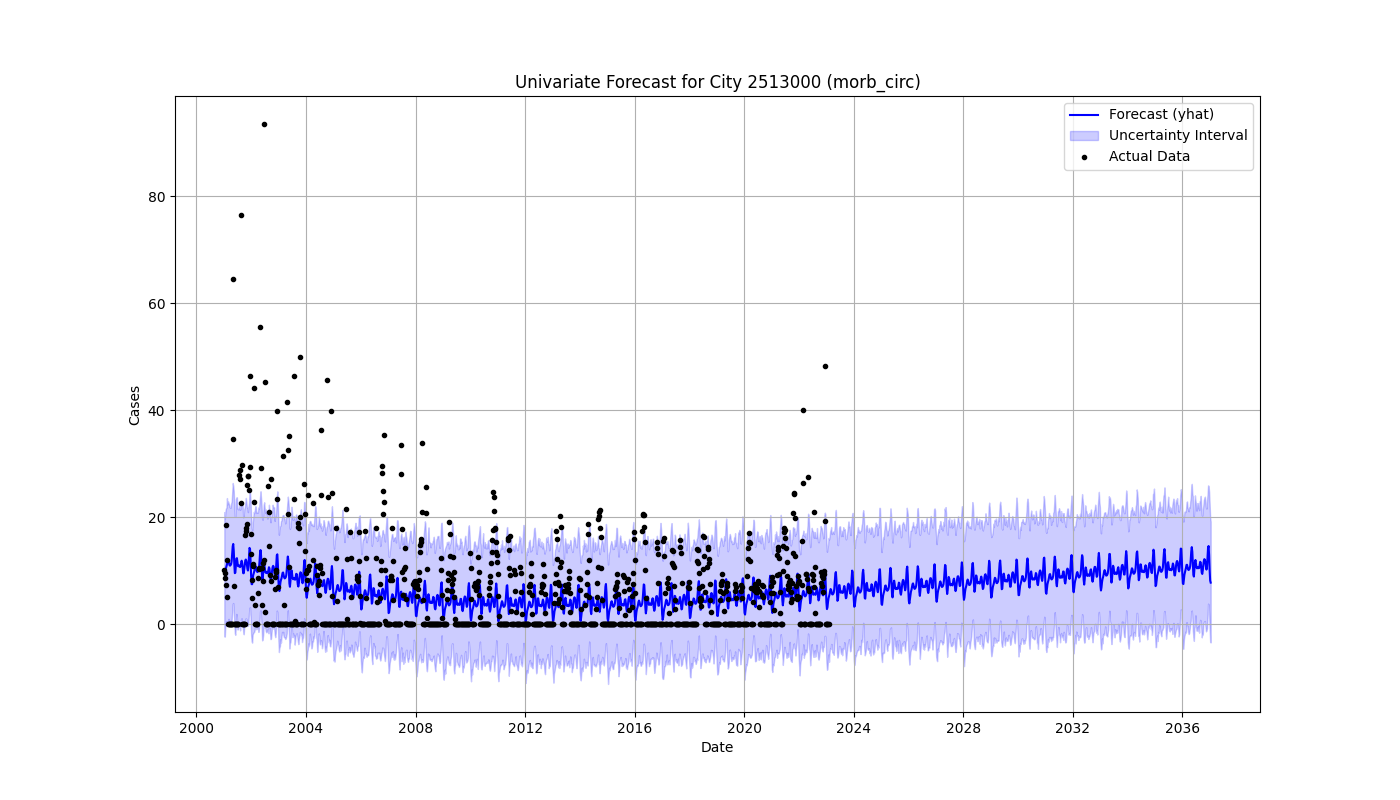 Univariate Forecast for City 2513000 (morb_circ)
Forecast (yhat)
Uncertainty Interval
Actual Data
Cases
80
60
40
20
0
2000
2004
2008
2012
2016
2020
2024
2028
2032
2036
Date